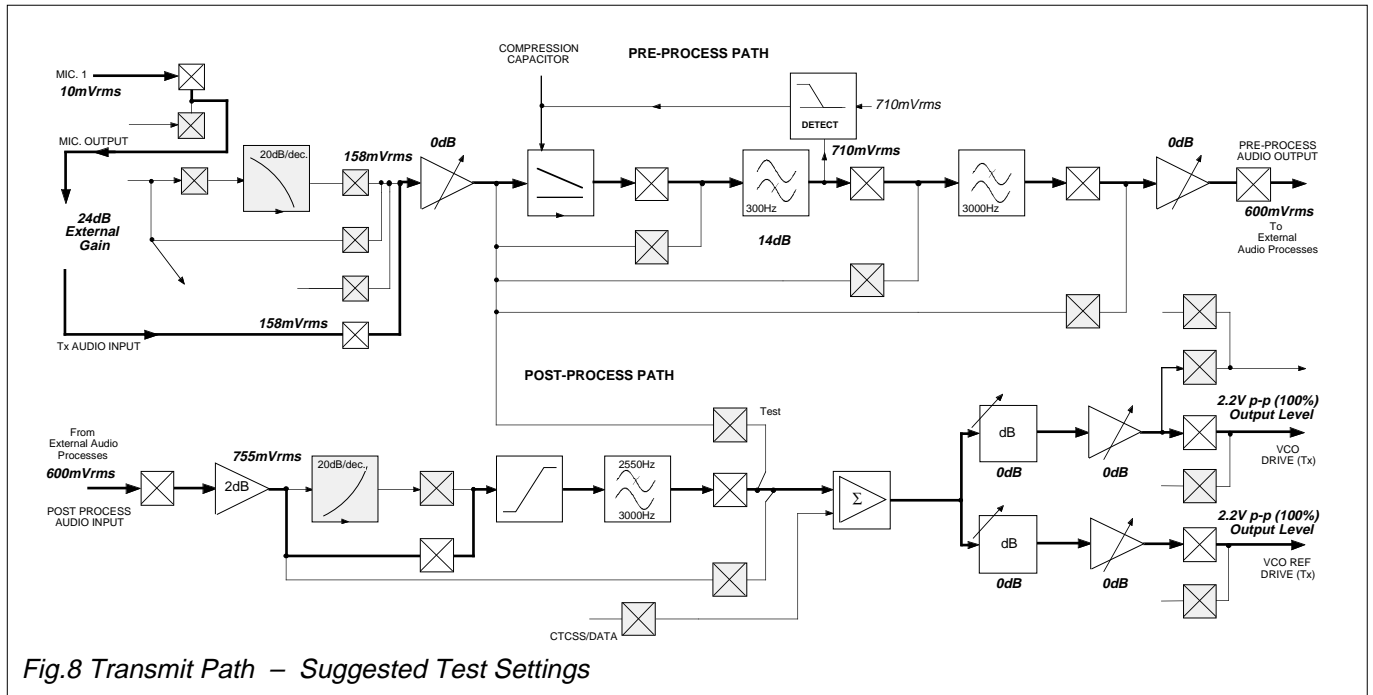 COMPRESSION
CAPACITOR
PRE-PROCESS PATH
MIC. 1
10mVrms
MIC. OUTPUT
20dB/dec.
158mVrms
0dB
DETECT
710mVrms
710mVrms
0dB
PRE-PROCESS
AUDIO OUTPUT
24dB
External
Gain
300Hz
14dB
3000Hz
600mVrms
To
External
Audio Processes
158mVrms
Tx AUDIO INPUT
POST-PROCESS PATH
Test
From
External Audio
Processes
600mVrms
POST PROCESS
AUDIO INPUT
755mVrms
2dB
20dB/dec.,
2550Hz
3000Hz
Σ
dB
0dB
0dB
2.2V p-p (100%)
Output Level
VCO
DRIVE (Tx)
dB
0dB
0dB
2.2V p-p (100%)
Output Level
VCO REF
DRIVE (Tx)
CTCSS/DATA
Fig.8 Transmit Path – Suggested Test Settings